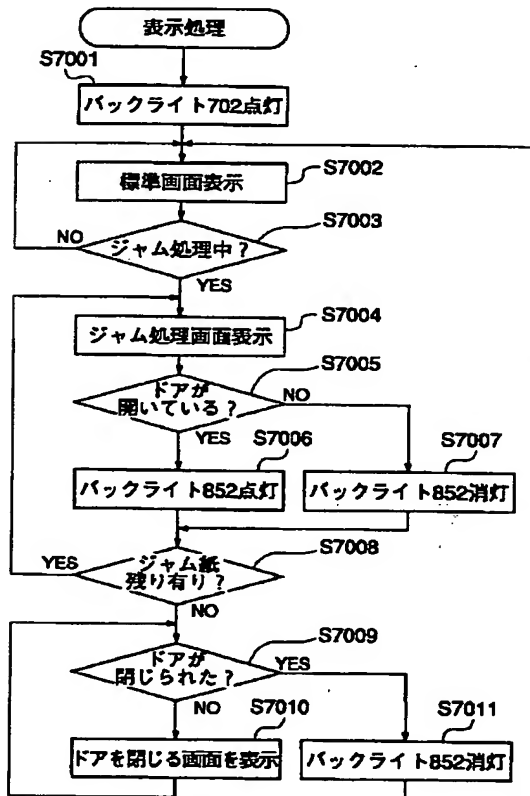 表示処理
S7001
バックライト702点灯
標準画面表示
S7002
S7003
ジャム処理中？
NO
YES
S7004
ジャム処理画面表示
S7005
ドアが
開いている？
NO
YES
S7006
S7007
バックライト852点灯
バックライト852消灯
S7008
YES
ジャム紙
残り有り？
NO
S7009
ドアが
閉じられた？
YES
NO
S7010
S7011
ドアを閉じる画面を表示
バックライト852消灯